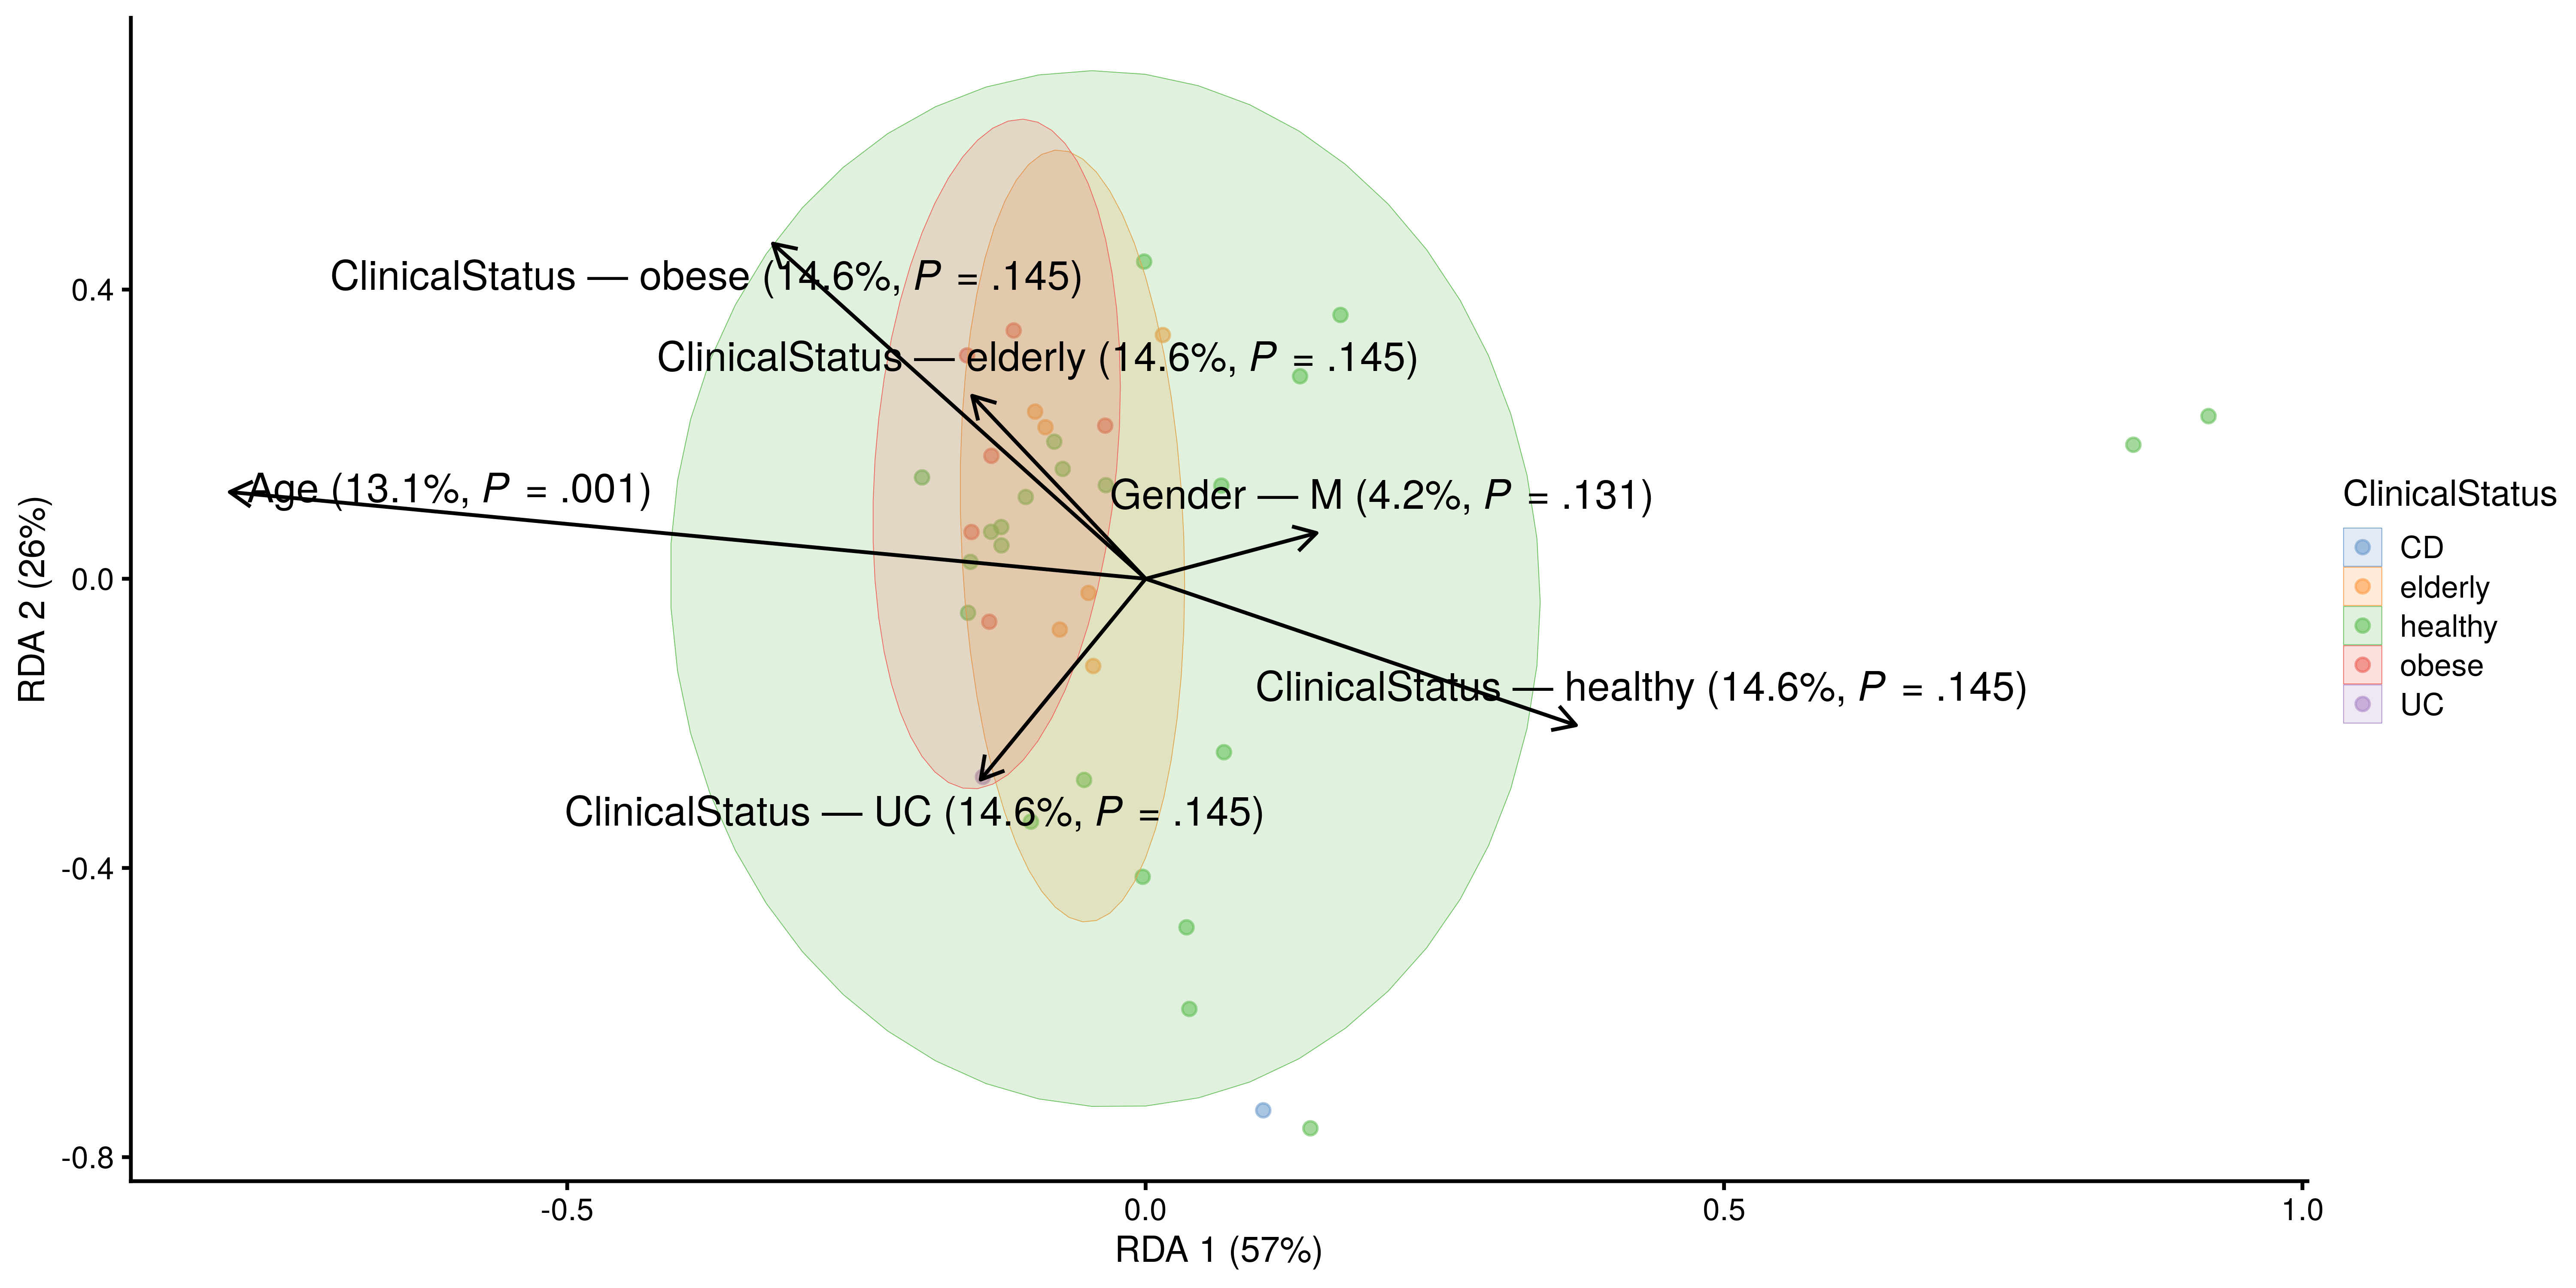 ClinicalStatus — obese (14.6%, P = .145)
ClinicalStatus — elderly (14.6%, P = .145)
Age (13.1%, P = .001)
Gender — M (4.2%, P = .131)
ClinicalStatus — healthy (14.6%, P = .145)
ClinicalStatus — UC (14.6%, P = .145)
0.4
0.0
-0.4
-0.8
RDA 2 (26%)
-0.5
0.0
0.5
1.0
RDA 1 (57%)
ClinicalStatus
CD
elderly
healthy
obese
UC